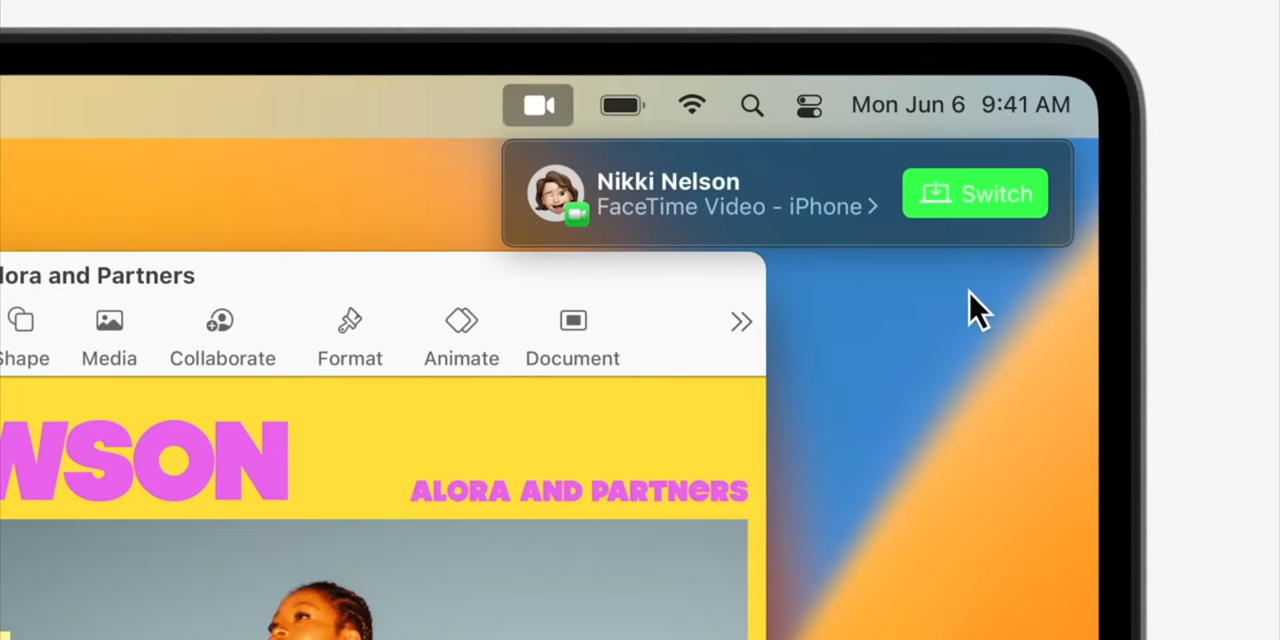 Mon Jun 6 9:41 AM
Nikki Nelson
FaceTime Video - iPhone
Switch
lora and Partners
Shape Media Collaborate Format Animate Document
WSON
ALORA AND PARTNERS